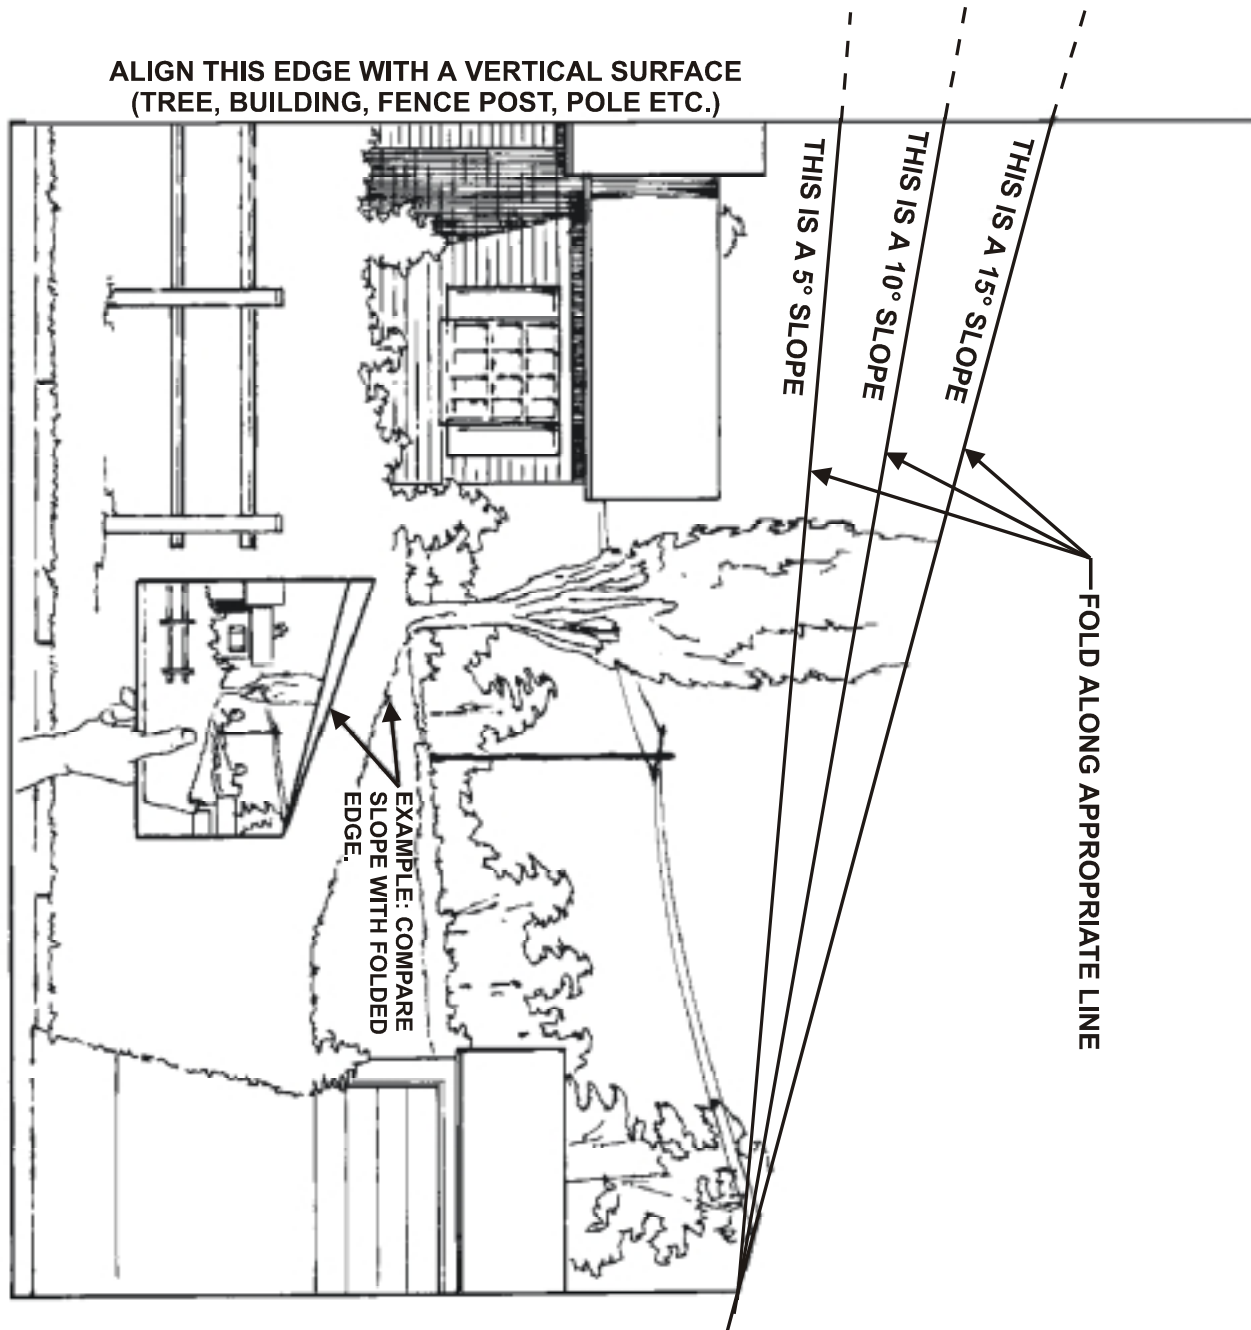 ALIGN THIS EDGE WITH A VERTICAL SURFACE
(TREE, BUILDING, FENCE POST, POLE ETC.)
THIS IS A 5° SLOPE
THIS IS A 10° SLOPE
THIS IS A 15° SLOPE
FOLD ALONG APPROPRIATE LINE
EXAMPLE: COMPARE
SLOPE WITH FOLDED
EDGE.